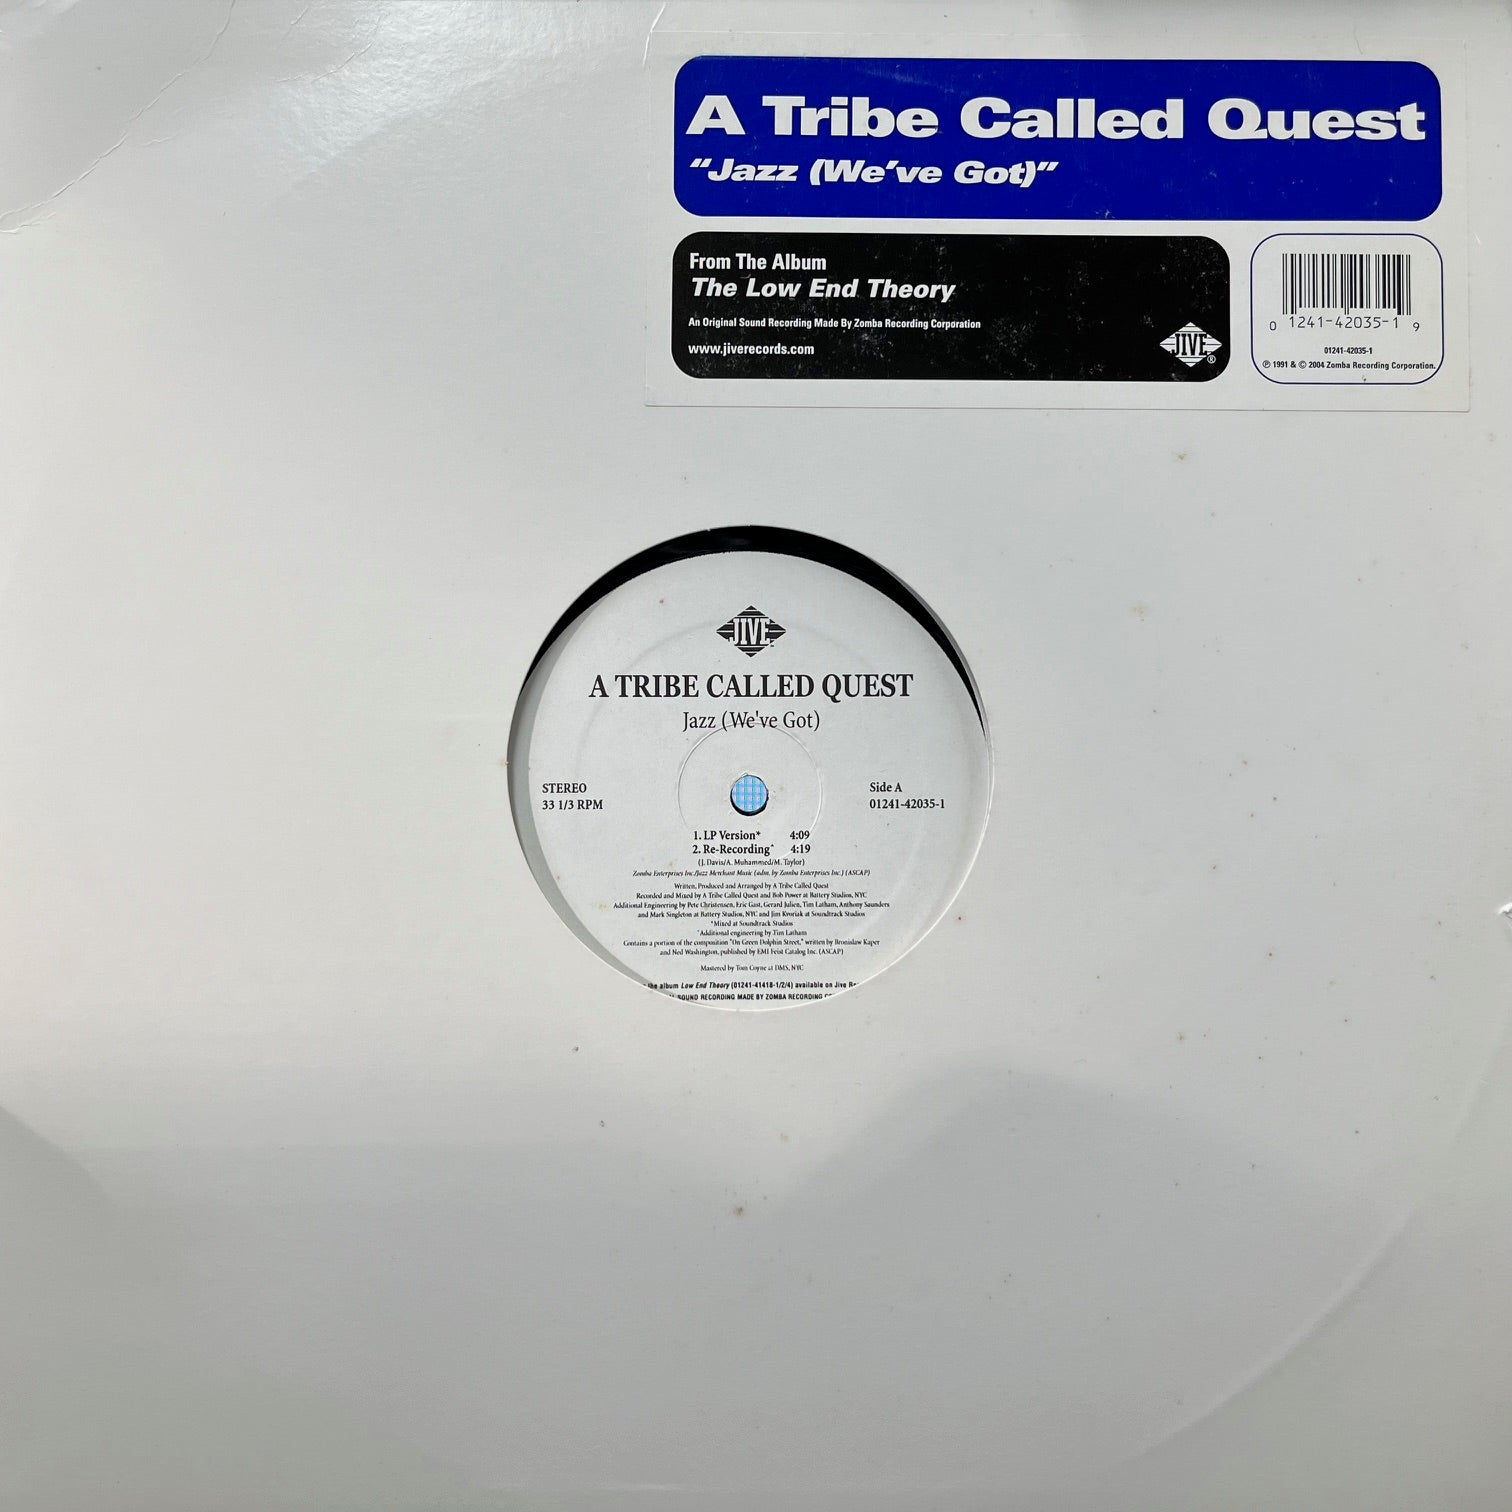 A Tribe Called Quest
"Jazz (We've Got)"
From The Album
The Low End Theory
An Original Sound Recording Made By Zomba Recording Corporation
www.jiverecords.com
JIVE®
0 1241-42035-1 9
01241-42035-1
℗ 1991 & © 2004 Zomba Recording Corporation.
JIVE™
A TRIBE CALLED QUEST
Jazz (We've Got)
STEREO
33 1/3 RPM
Side A
01241-42035-1
1. LP Version* 4:09
2. Re-Recording^ 4:19
(J. Davis/A. Muhammed/M. Taylor)
Zomba Enterprises Inc./Jazz Merchant Music (adm. by Zomba Enterprises Inc.) (ASCAP)
Written, Produced and Arranged by A Tribe Called Quest
Recorded and Mixed by A Tribe Called Quest and Bob Power at Battery Studios, NYC
Additional Engineering by Pete Christensen, Eric Gast, Gerard Julien, Tim Latham, Anthony Saunders
and Mark Singleton at Battery Studios, NYC and Jim Kvoriak at Soundtrack Studios
*Mixed at Soundtrack Studios
^Additional engineering by Tim Latham
Contains a portion of the composition "On Green Dolphin Street," written by Bronislaw Kaper
and Ned Washington, published by EMI Feist Catalog Inc. (ASCAP)
Mastered by Tom Coyne at DMS, NYC
the album Low End Theory (01241-41418-1/2/4) available on Jive
SOUND RECORDING MADE BY ZOMBA RECORDING